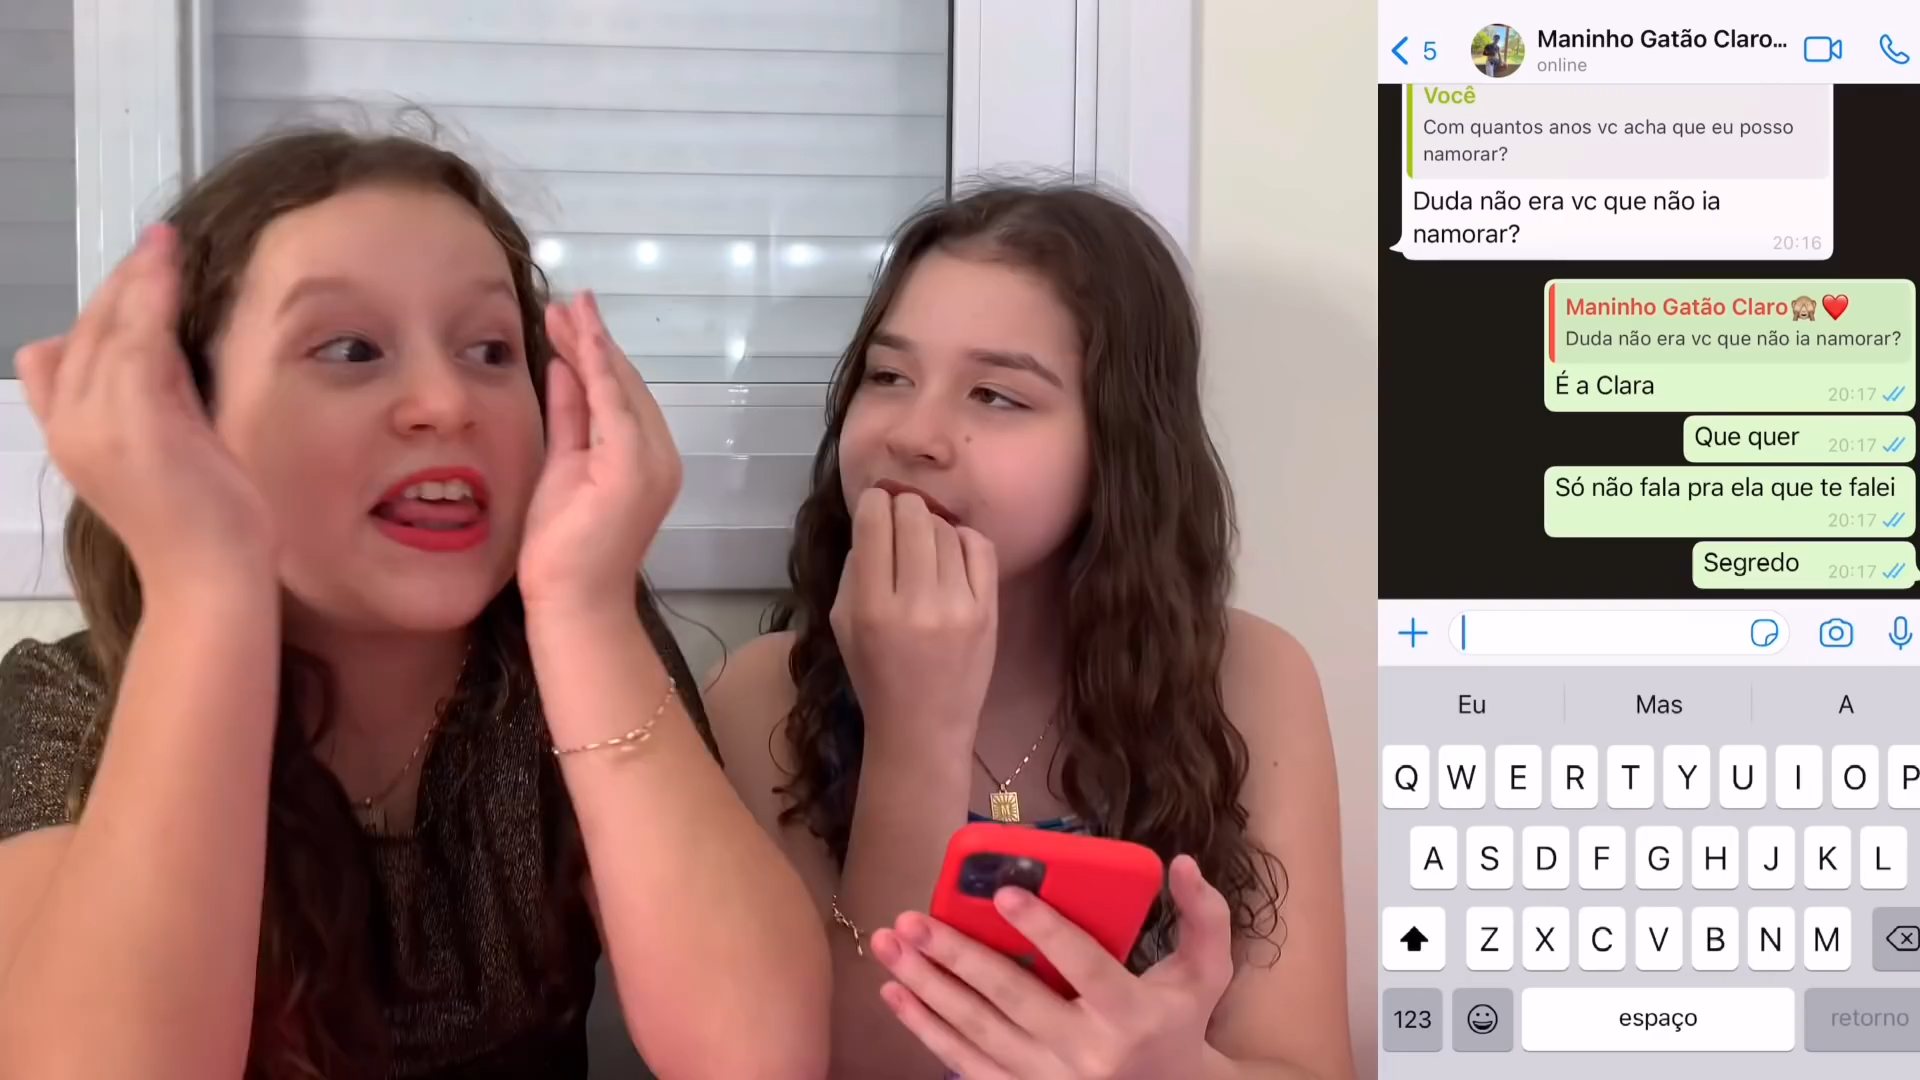 5
Maninho Gatão Claro...
online
Você
Com quantos anos vc acha que eu posso
namorar?
Duda não era vc que não ia
namorar?
20:16
Maninho Gatão Claro🙈❤️
Duda não era vc que não ia namorar?
É a Clara
20:17
Que quer
20:17
Só não fala pra ela que te falei
20:17
Segredo
20:17
Eu Mas A
Q W E R T Y U I O P
A S D F G H J K L
Z X C V B N M
123 espaço retorno
M